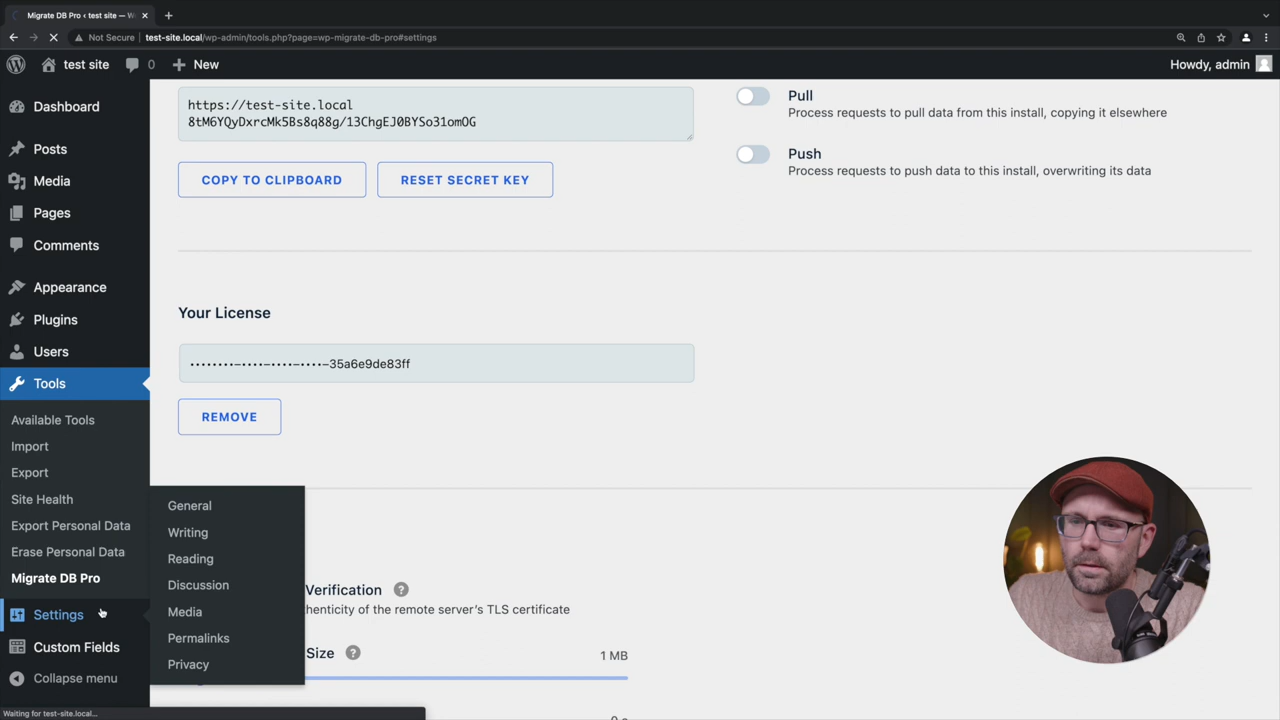 Migrate DB Pro ‹ test site — W
Not Secure
test-site.local/wp-admin/tools.php?page=wp-migrate-db-pro#settings
test site
0
New
Howdy, admin
Dashboard
Posts
Media
Pages
Comments
Appearance
Plugins
Users
Tools
Available Tools
Import
Export
Site Health
Export Personal Data
Erase Personal Data
Migrate DB Pro
Settings
Custom Fields
Collapse menu
General
Writing
Reading
Discussion
Media
Permalinks
Privacy
https://test-site.local
8tM6YQyDxrcMk5Bs8q88g/13ChgEJ0BYSo31omOG
COPY TO CLIPBOARD
RESET SECRET KEY
Pull
Process requests to pull data from this install, copying it elsewhere
Push
Process requests to push data to this install, overwriting its data
Your License
••••••••–••••–••••–••••–35a6e9de83ff
REMOVE
Verification ?
henticity of the remote server’s TLS certificate
Size ?
1 MB
Waiting for test-site.local...